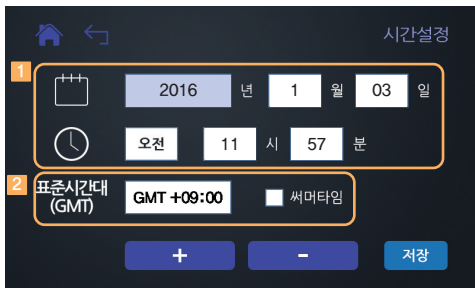 시간설정
1
2016 년 1 월 03 일
오전 11 시 57 분
2
표준시간대
(GMT) GMT +09:00 써머타임
+ - 저장